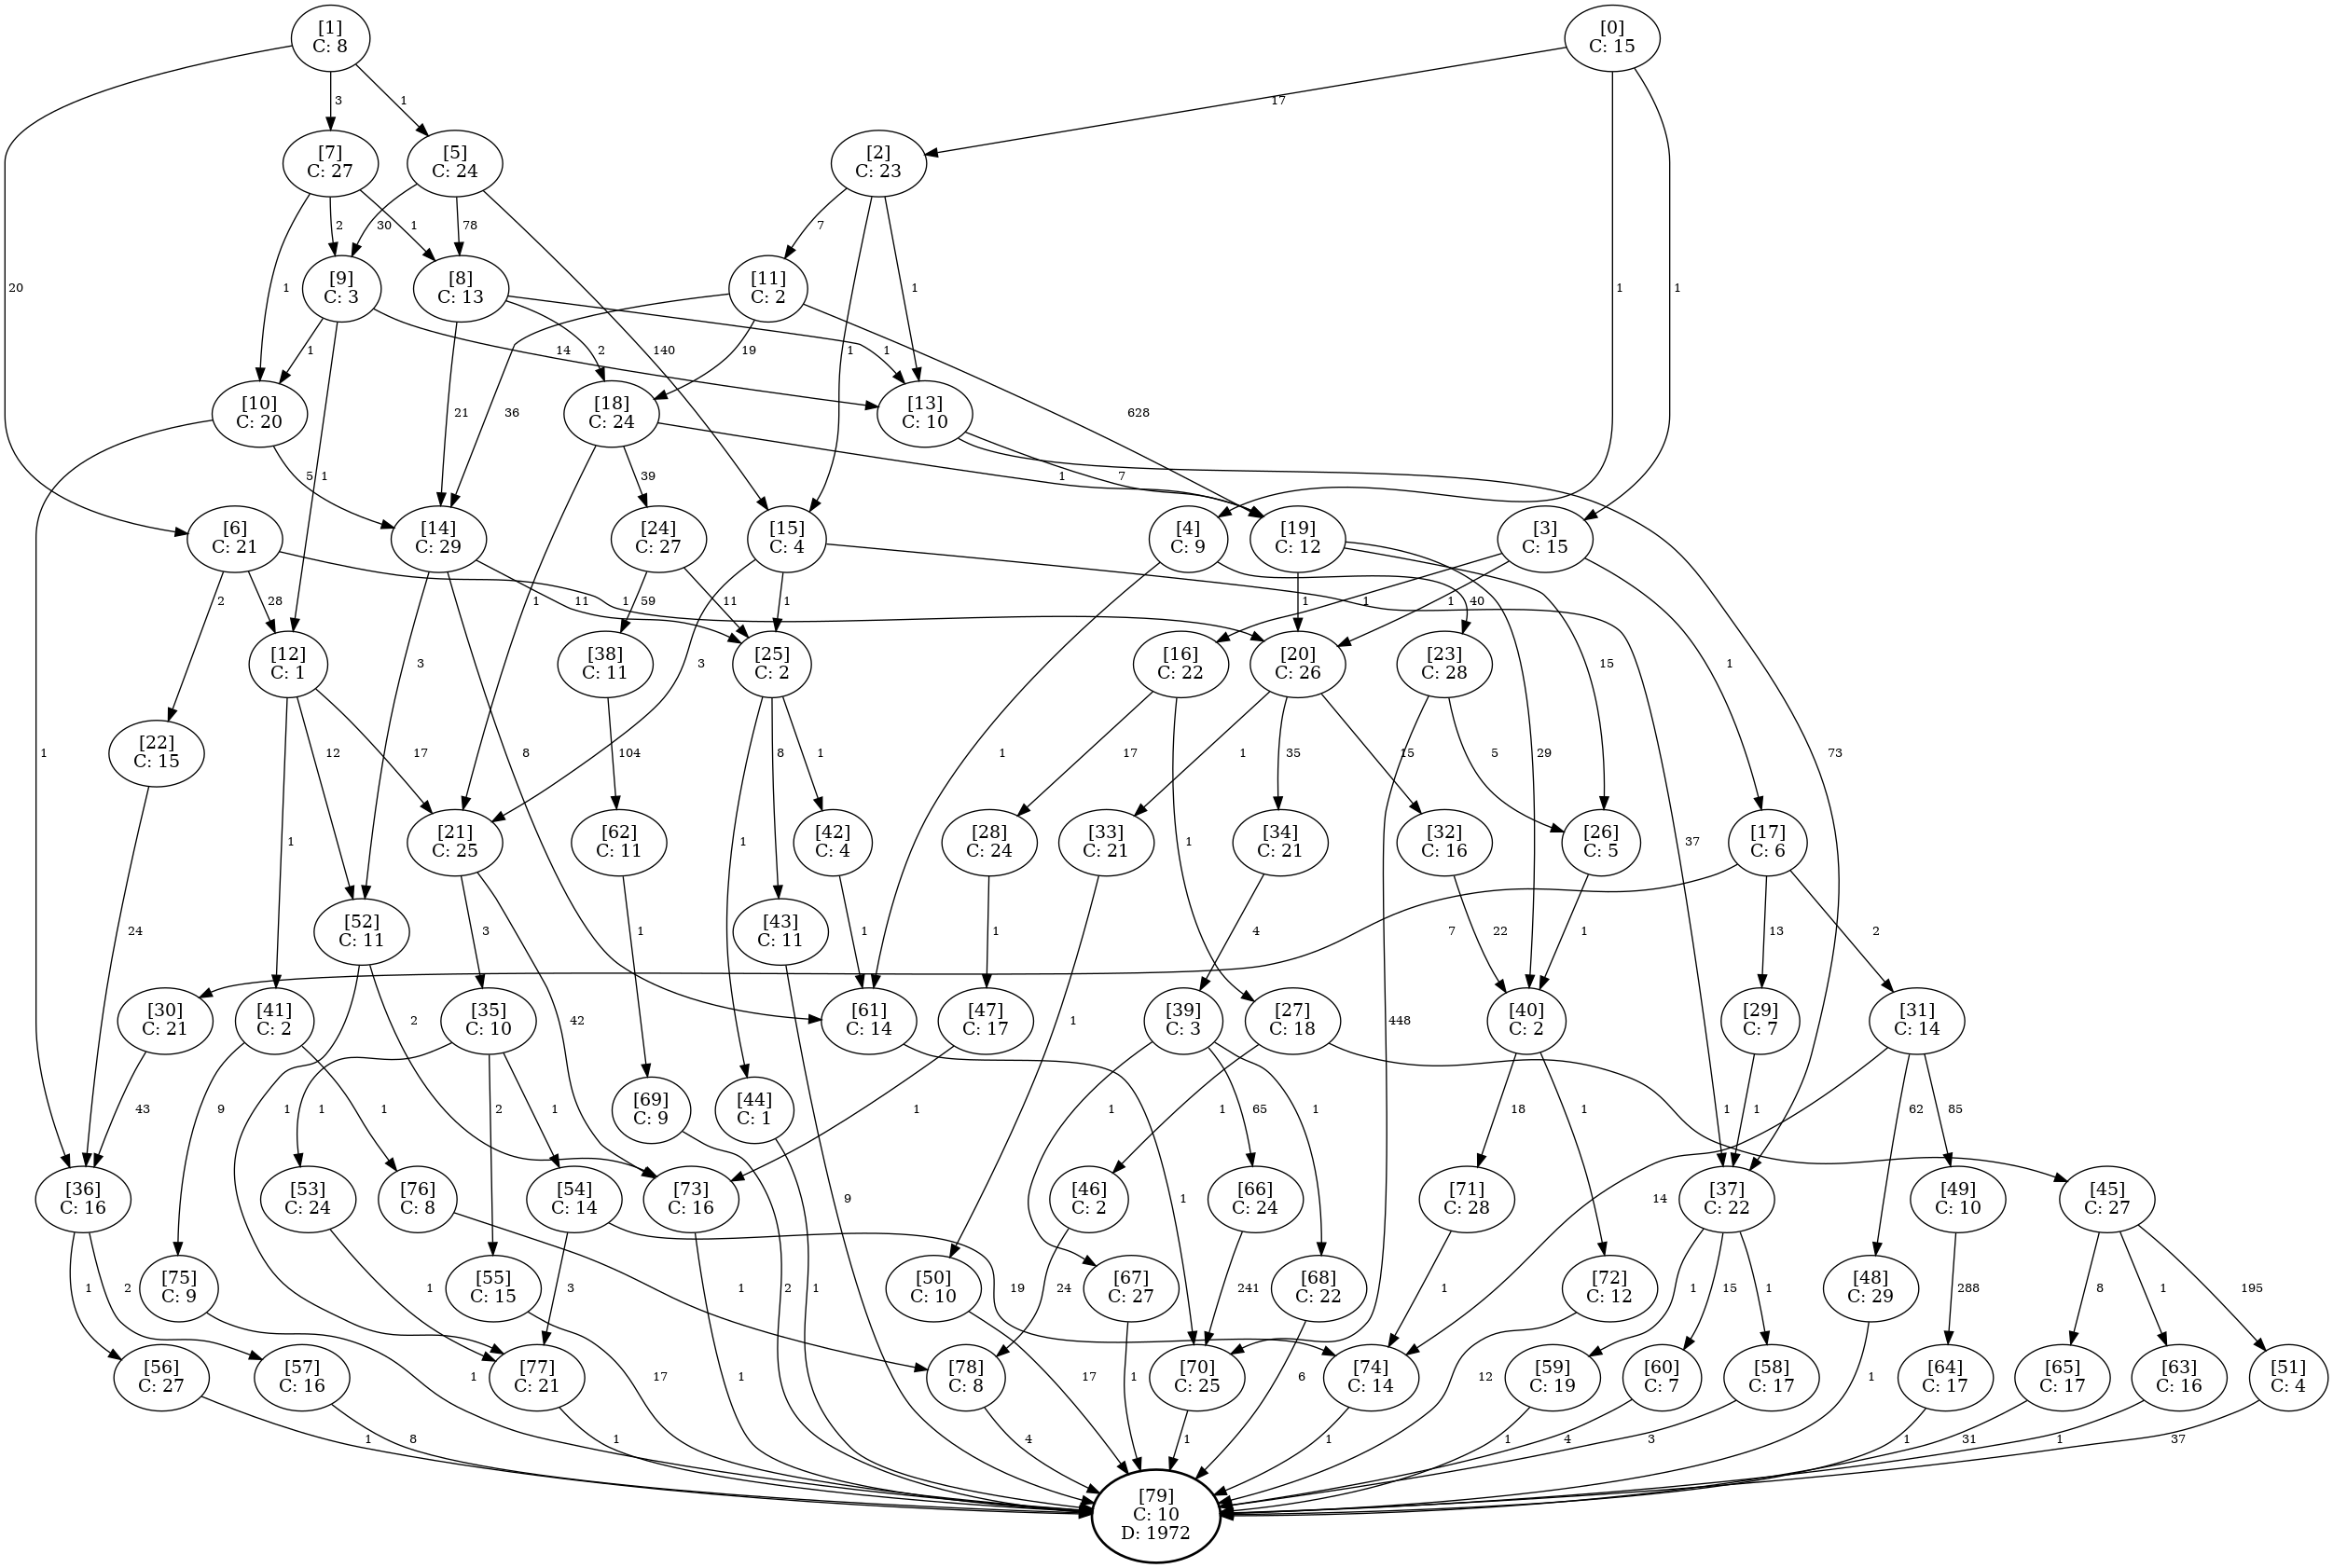 [1]
C: 8
[0]
C: 15
3
1
17
20
1
1
[7]
C: 27
[5]
C: 24
[2]
C: 23
2
30
1
78
7
1
1
140
1
[9]
C: 3
[8]
C: 13
[11]
C: 2
1
14
2
1
19
1
21
36
628
[10]
C: 20
[18]
C: 24
[13]
C: 10
5
1
39
1
7
1
1
73
[6]
C: 21
[14]
C: 29
[24]
C: 27
[15]
C: 4
[4]
C: 9
[19]
C: 12
[3]
C: 15
2
28
1
11
59
11
1
1
1
1
40
3
8
3
1
15
29
37
1
[12]
C: 1
[38]
C: 11
[25]
C: 2
[16]
C: 22
[20]
C: 26
[23]
C: 28
[22]
C: 15
12
17
104
8
1
17
1
35
15
5
1
1
1
448
24
[21]
C: 25
[62]
C: 11
[42]
C: 4
[28]
C: 24
[33]
C: 21
[34]
C: 21
[32]
C: 16
[26]
C: 5
[17]
C: 6
3
42
1
1
1
1
4
22
1
7
13
2
[52]
C: 11
[43]
C: 11
2
1
9
[30]
C: 21
[41]
C: 2
[35]
C: 10
[61]
C: 14
[47]
C: 17
[39]
C: 3
[27]
C: 18
[40]
C: 2
[29]
C: 7
[31]
C: 14
43
9
1
1
2
1
1
1
1
65
1
1
1
18
1
1
14
62
85
[69]
C: 9
[44]
C: 1
2
1
[36]
C: 16
[53]
C: 24
[76]
C: 8
[54]
C: 14
[73]
C: 16
[46]
C: 2
[66]
C: 24
[71]
C: 28
[37]
C: 22
[49]
C: 10
[45]
C: 27
1
2
1
1
3
19
1
24
241
1
1
15
1
288
8
1
195
[75]
C: 9
[55]
C: 15
[50]
C: 10
[67]
C: 27
[68]
C: 22
[72]
C: 12
[48]
C: 29
1
17
17
1
6
12
1
[56]
C: 27
[57]
C: 16
[77]
C: 21
[78]
C: 8
[70]
C: 25
[74]
C: 14
[59]
C: 19
[60]
C: 7
[58]
C: 17
[64]
C: 17
[65]
C: 17
[63]
C: 16
[51]
C: 4
1
8
1
4
1
1
1
4
3
1
31
1
37
[79]
C: 10
D: 1972